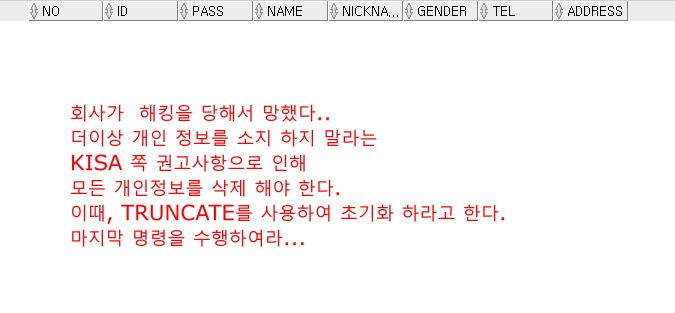 NO ID PASS NAME NICKNA... GENDER TEL ADDRESS
회사가 해킹을 당해서 망했다..
더이상 개인 정보를 소지 하지 말라는
KISA 쪽 권고사항으로 인해
모든 개인정보를 삭제 해야 한다.
이때, TRUNCATE를 사용하여 초기화 하라고 한다.
마지막 명령을 수행하여라...